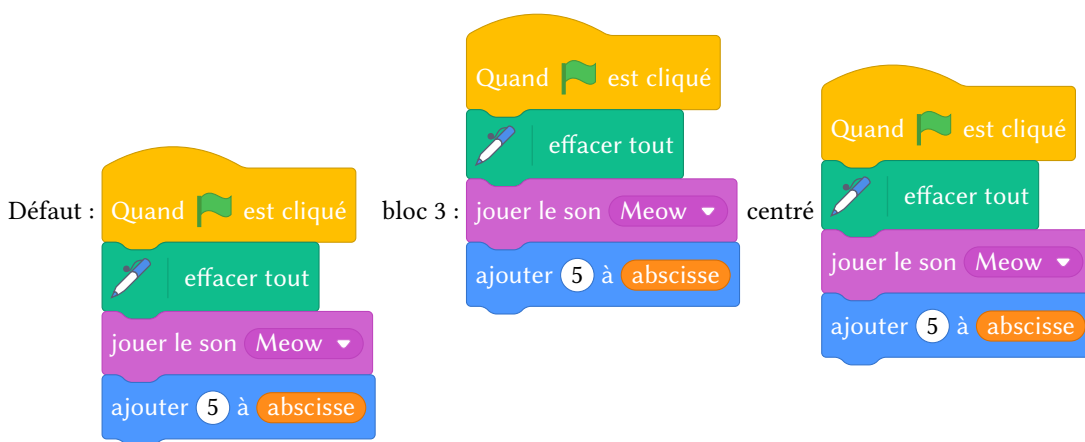 Défaut :
Quand est cliqué
effacer tout
jouer le son Meow
ajouter 5 à abscisse
bloc 3 :
Quand est cliqué
effacer tout
jouer le son Meow
ajouter 5 à abscisse
centré
Quand est cliqué
effacer tout
jouer le son Meow
ajouter 5 à abscisse